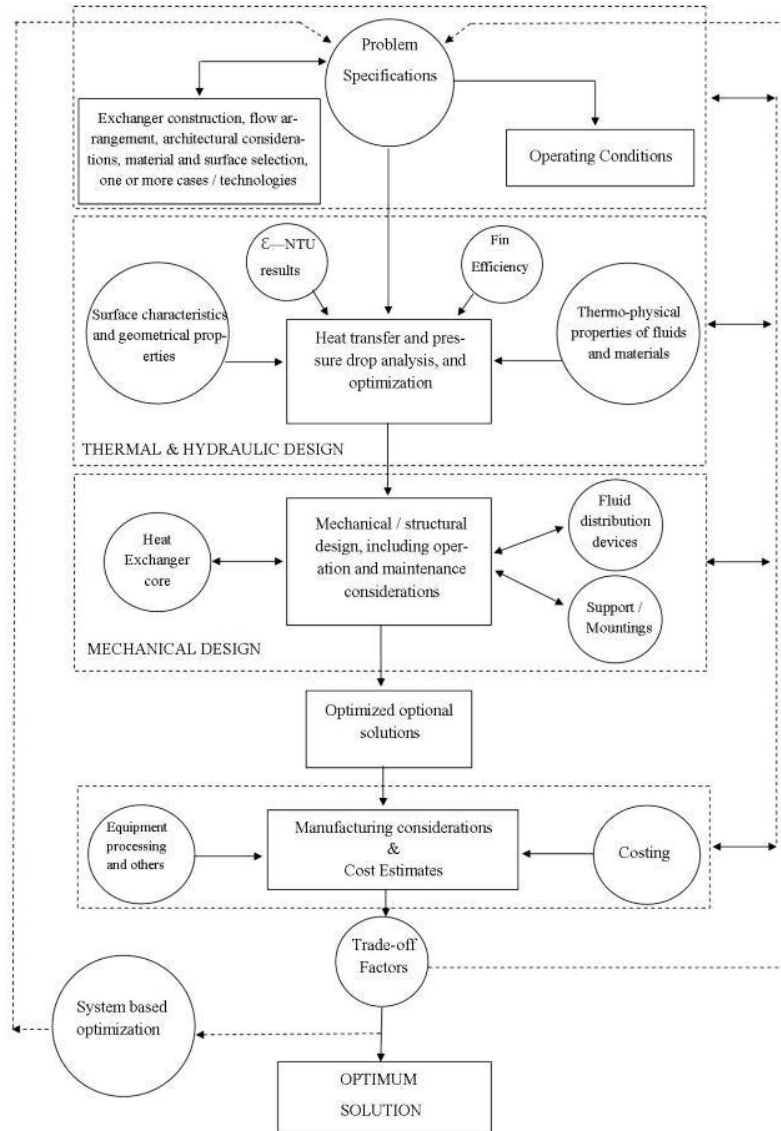 Problem
Specifications
Exchanger construction, flow ar-
rangement, architectural considera-
tions, material and surface selection,
one or more cases / technologies
Operating Conditions
Ɛ—NTU
results
Fin
Efficiency
Surface characteristics
and geometrical prop-
erties
Heat transfer and pres-
sure drop analysis, and
optimization
Thermo-physical
properties of fluids
and materials
THERMAL & HYDRAULIC DESIGN
Heat
Exchanger
core
Mechanical / structural
design, including oper-
ation and maintenance
considerations
Fluid
distribution
devices
Support /
Mountings
MECHANICAL DESIGN
Optimized optional
solutions
Equipment
processing
and others
Manufacturing considerations
&
Cost Estimates
Costing
Trade-off
Factors
System based
optimization
OPTIMUM
SOLUTION